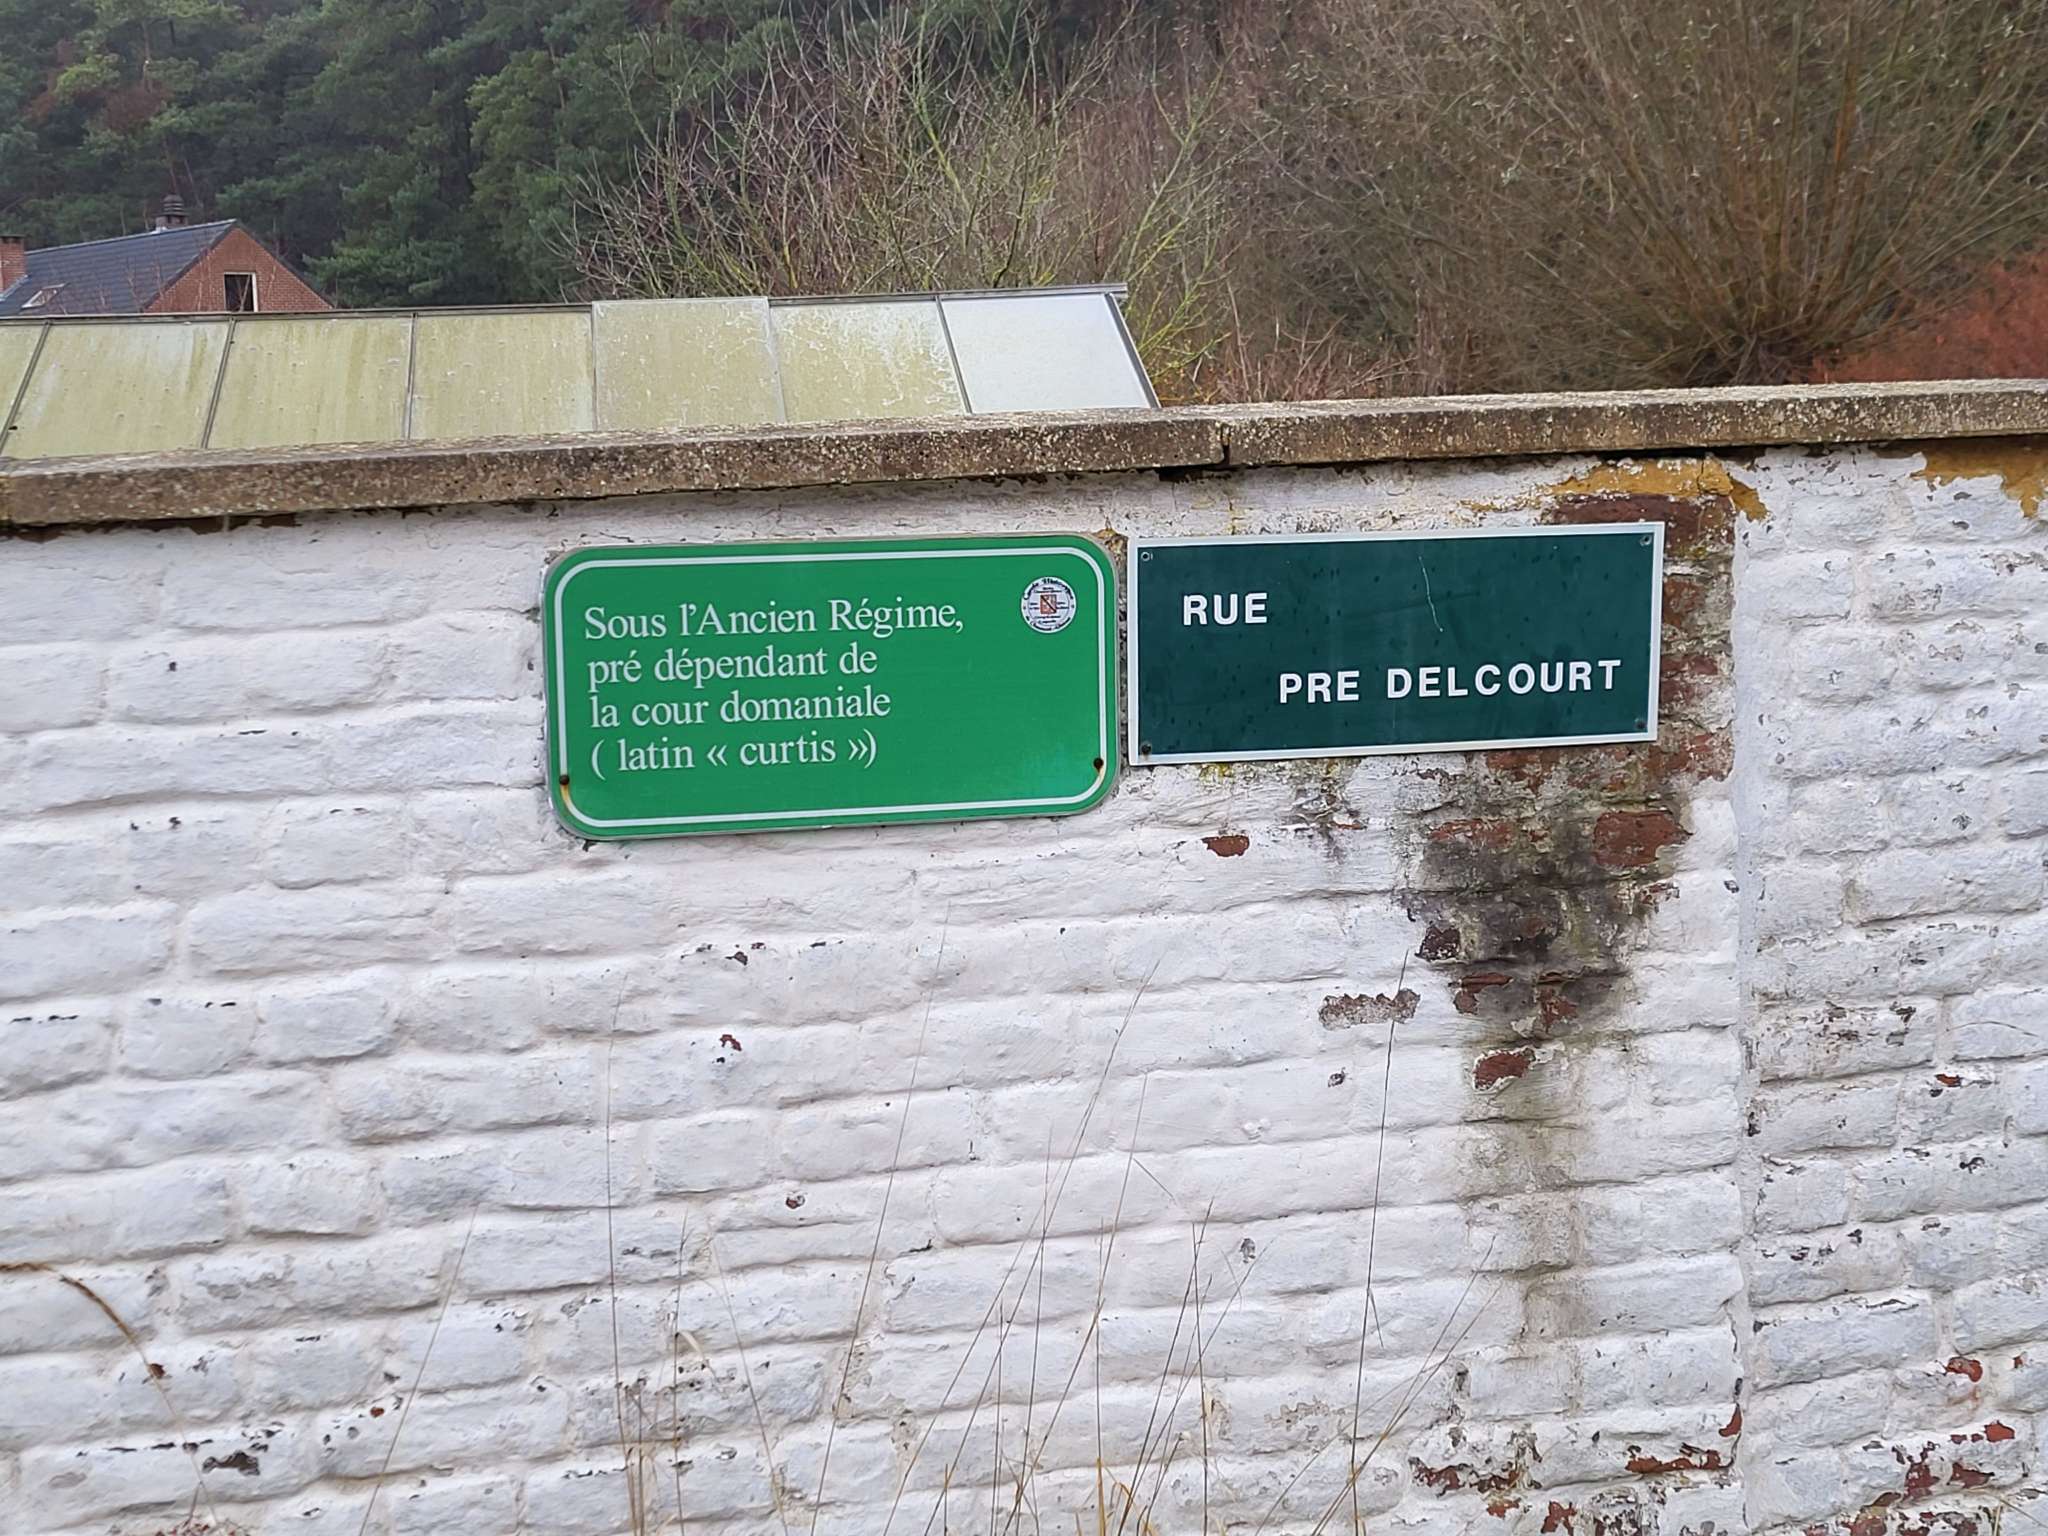 Sous l'Ancien Régime,
pré dépendant de
la cour domaniale
( latin « curtis »)
RUE
PRE DELCOURT